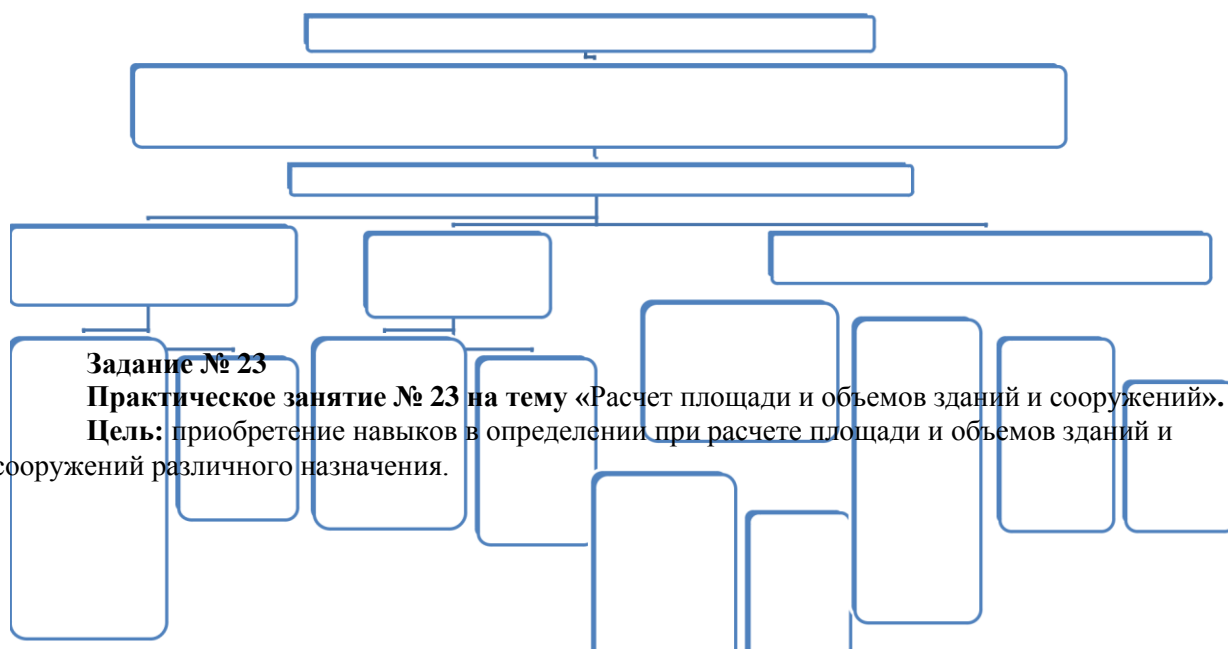 Задание № 23
Практическое занятие № 23 на тему «Расчет площади и объемов зданий и сооружений».
Цель: приобретение навыков в определении при расчете площади и объемов зданий и
сооружений различного назначения.